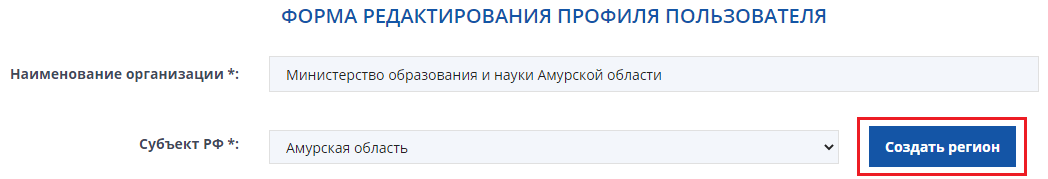 ФОРМА РЕДАКТИРОВАНИЯ ПРОФИЛЯ ПОЛЬЗОВАТЕЛЯ
Наименование организации *: Министерство образования и науки Амурской области
Субъект РФ *: Амурская область Создать регион